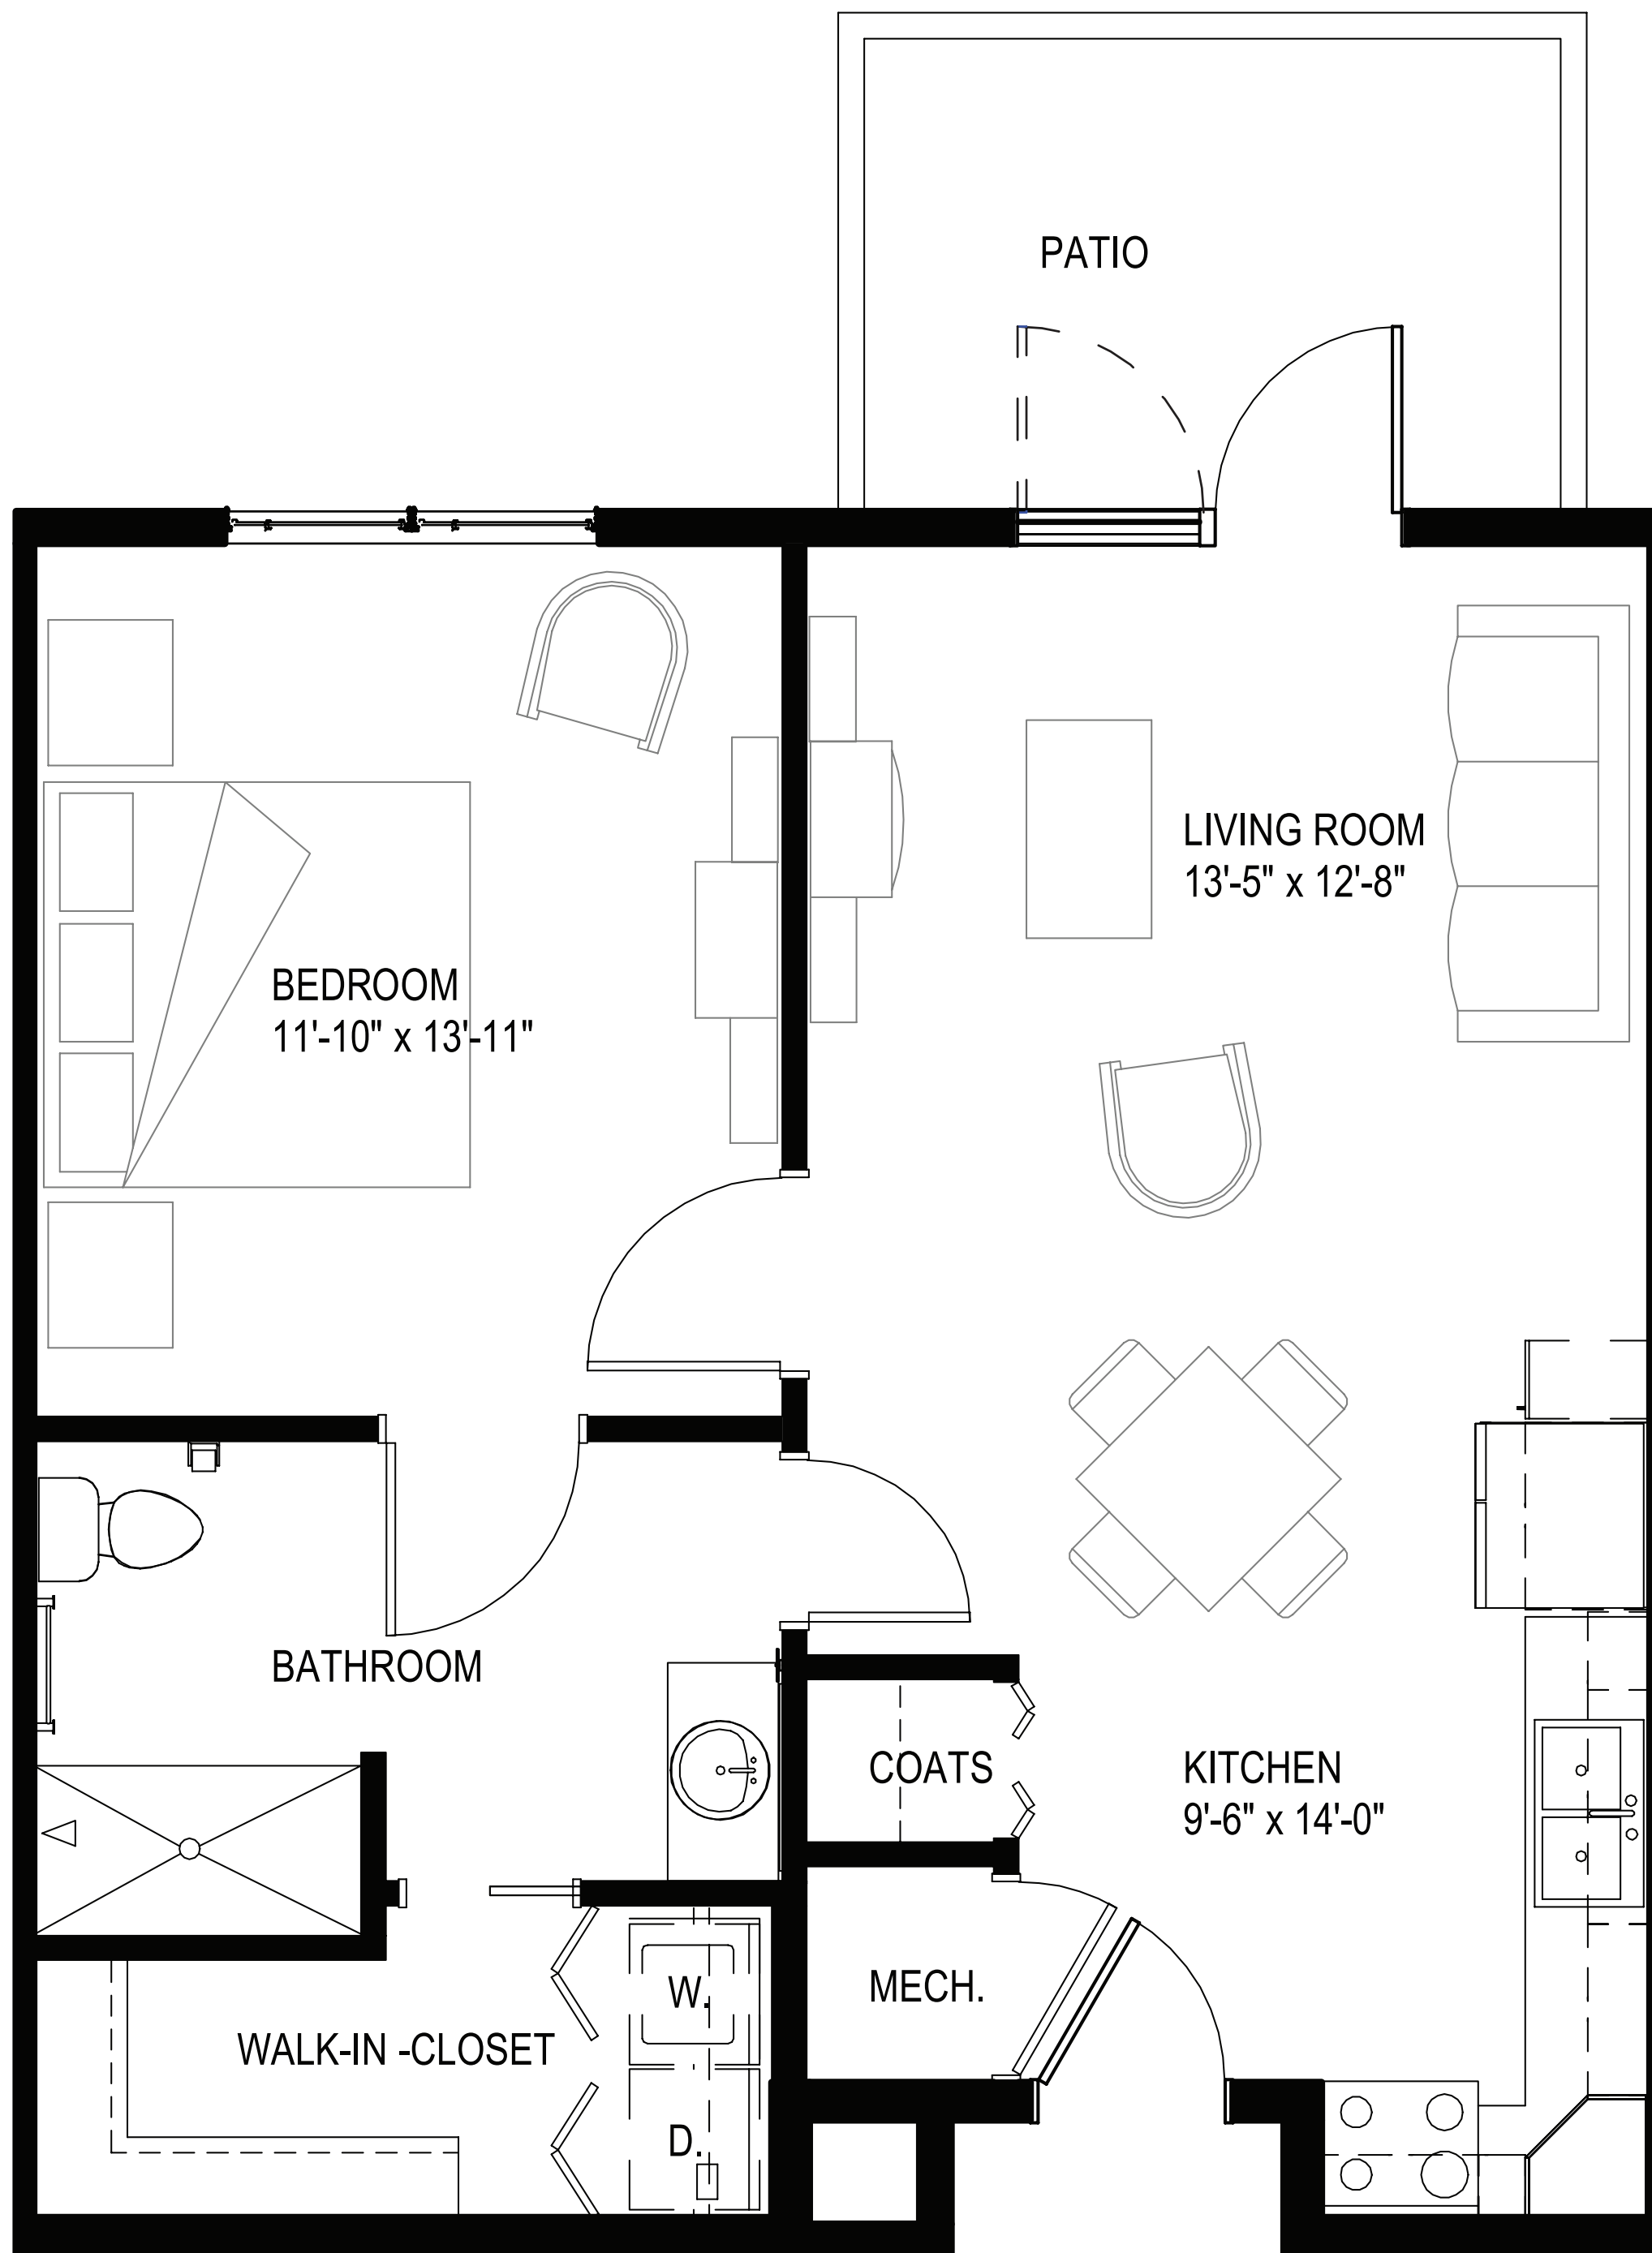 PATIO
LIVING ROOM
13'-5" x 12'-8"
BEDROOM
11'-10" x 13'-11"
BATHROOM
COATS
KITCHEN
9'-6" x 14'-0"
MECH.
W.
WALK-IN -CLOSET
D.